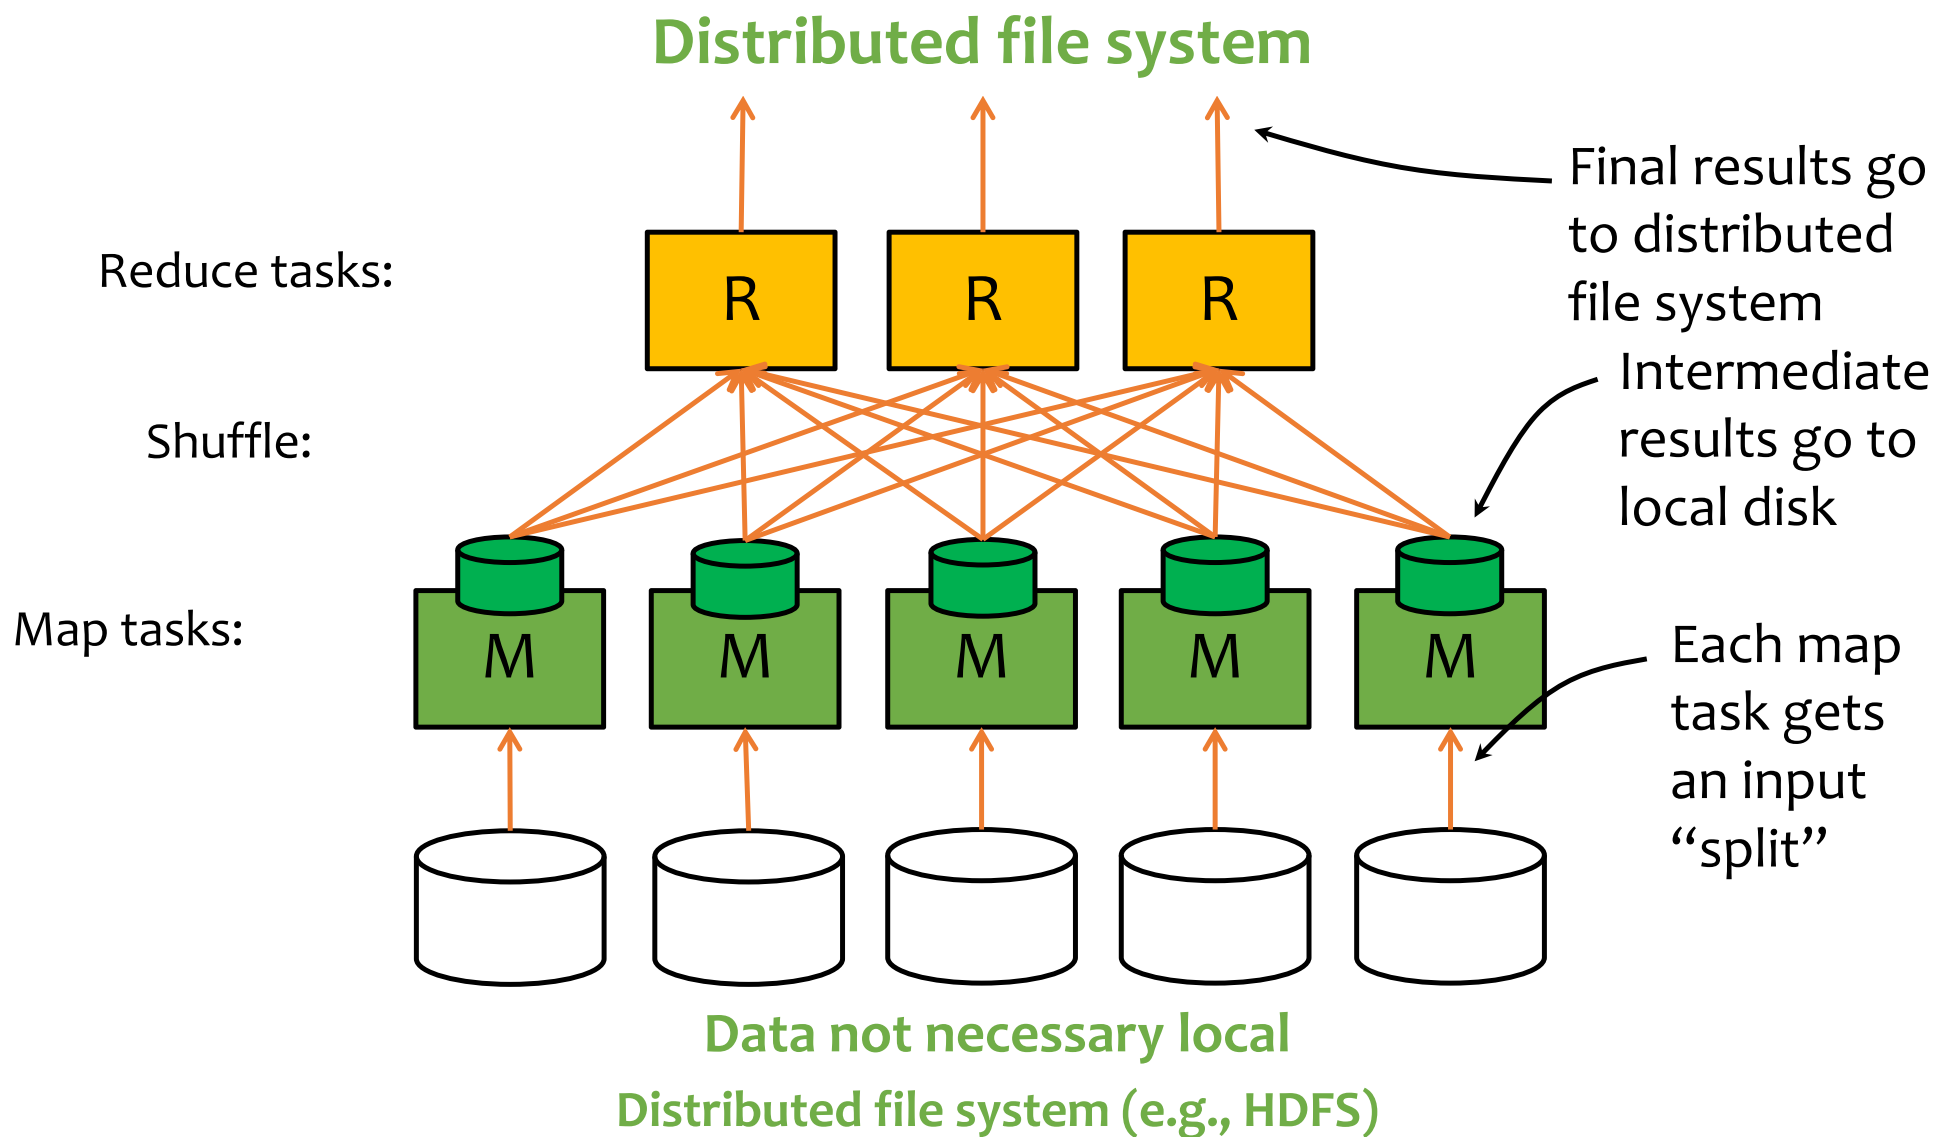 Distributed file system
Final results go
to distributed
file system
Reduce tasks:
R R R
Intermediate
results go to
local disk
Shuffle:
Map tasks:
M M M M M
Each map
task gets
an input
“split”
Data not necessary local
Distributed file system (e.g., HDFS)